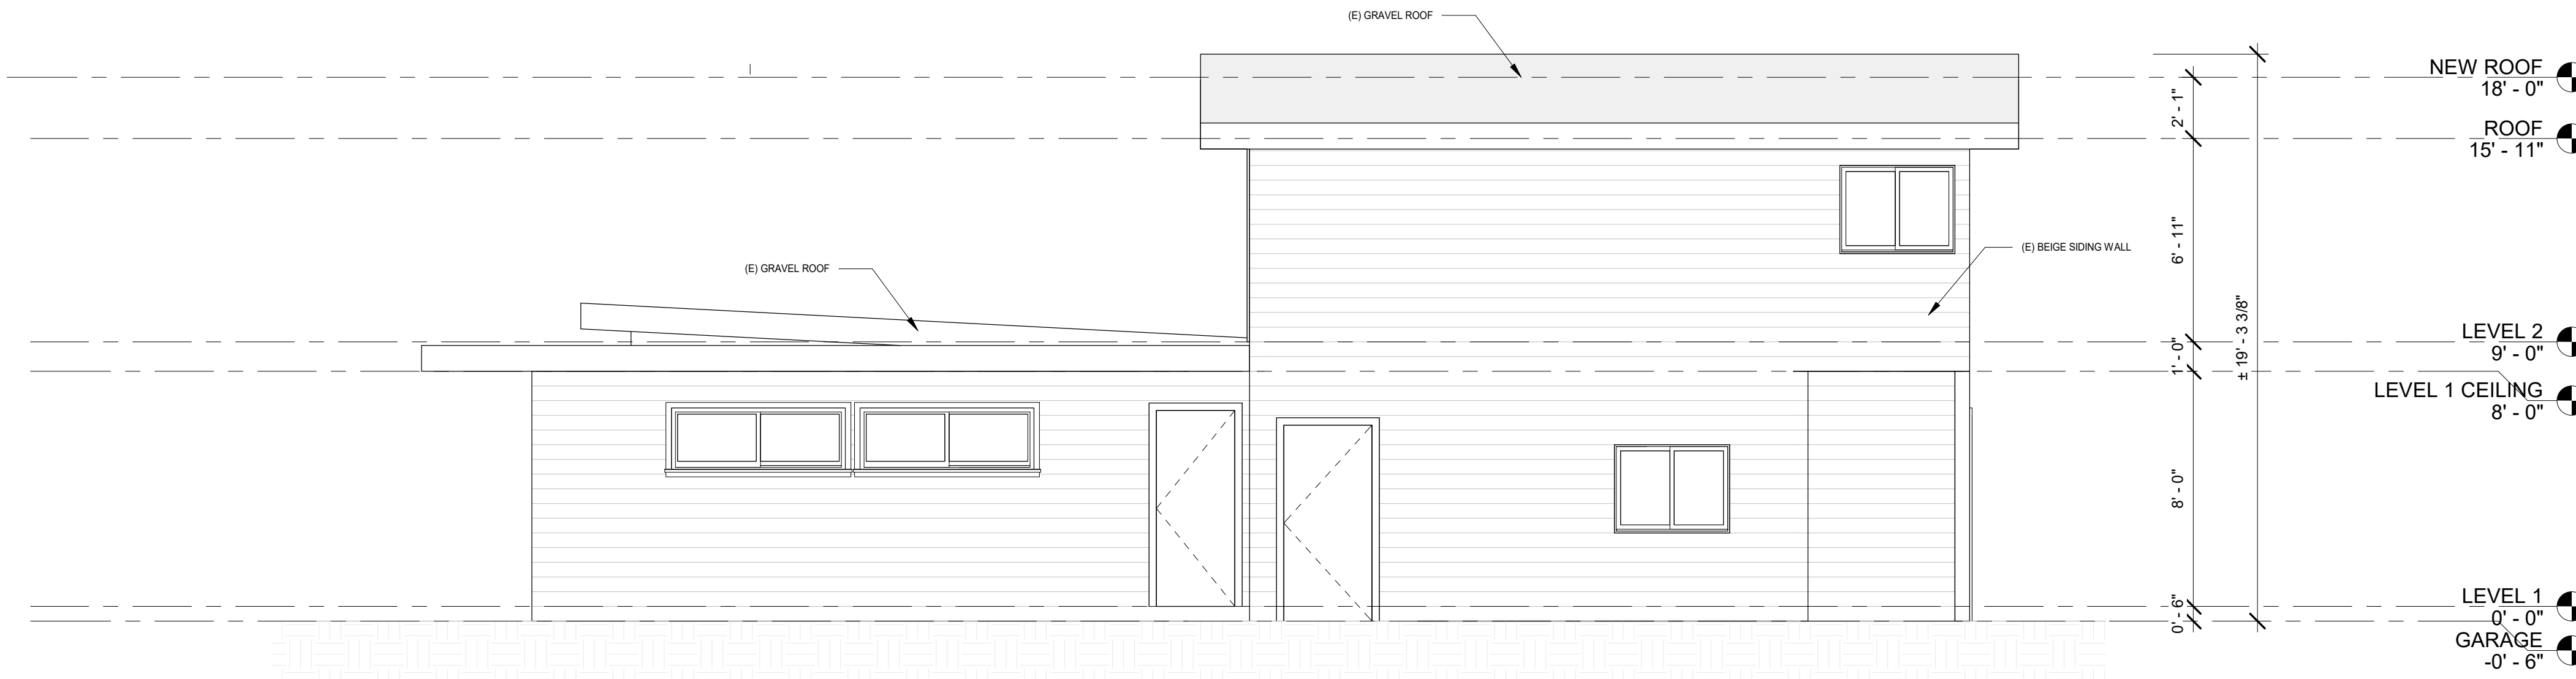 (E) GRAVEL ROOF
NEW ROOF
18' - 0"
2' - 1"
ROOF
15' - 11"
6' - 11"
(E) BEIGE SIDING WALL
(E) GRAVEL ROOF
± 19' - 3 3/8"
LEVEL 2
9' - 0"
1' - 0"
LEVEL 1 CEILING
8' - 0"
8' - 0"
LEVEL 1
0' - 0"
0' - 6"
GARAGE
-0' - 6"